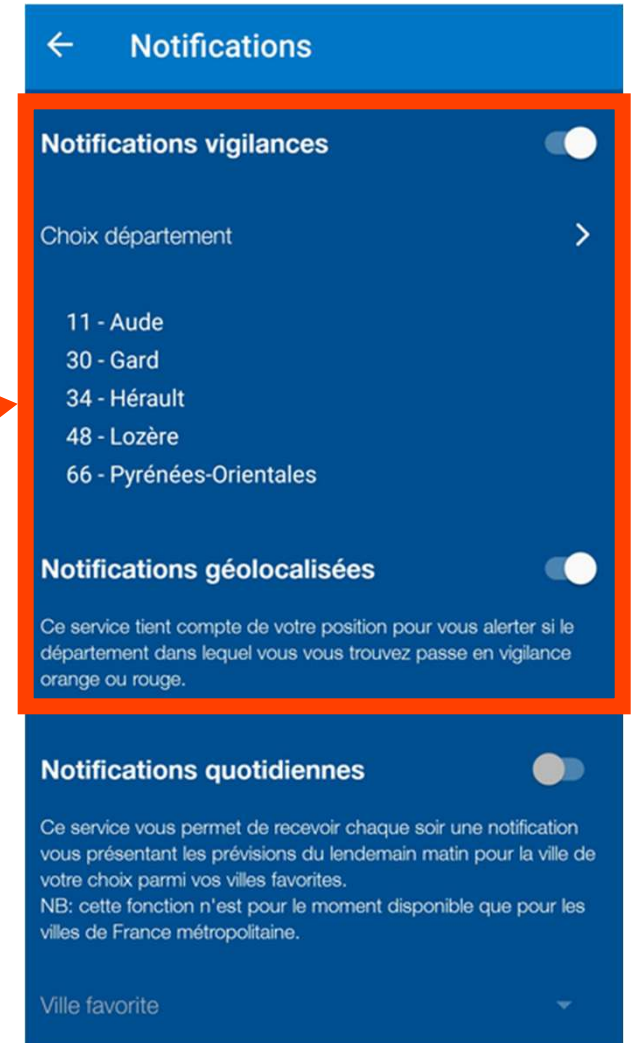 Notifications
Notifications vigilances
Choix département
11 - Aude
30 - Gard
34 - Hérault
48 - Lozère
66 - Pyrénées-Orientales
Notifications géolocalisées
Ce service tient compte de votre position pour vous alerter si le
département dans lequel vous vous trouvez passe en vigilance
orange ou rouge.
Notifications quotidiennes
Ce service vous permet de recevoir chaque soir une notification
vous présentant les prévisions du lendemain matin pour la ville de
votre choix parmi vos villes favorites.
NB: cette fonction n'est pour le moment disponible que pour les
villes de France métropolitaine.
Ville favorite